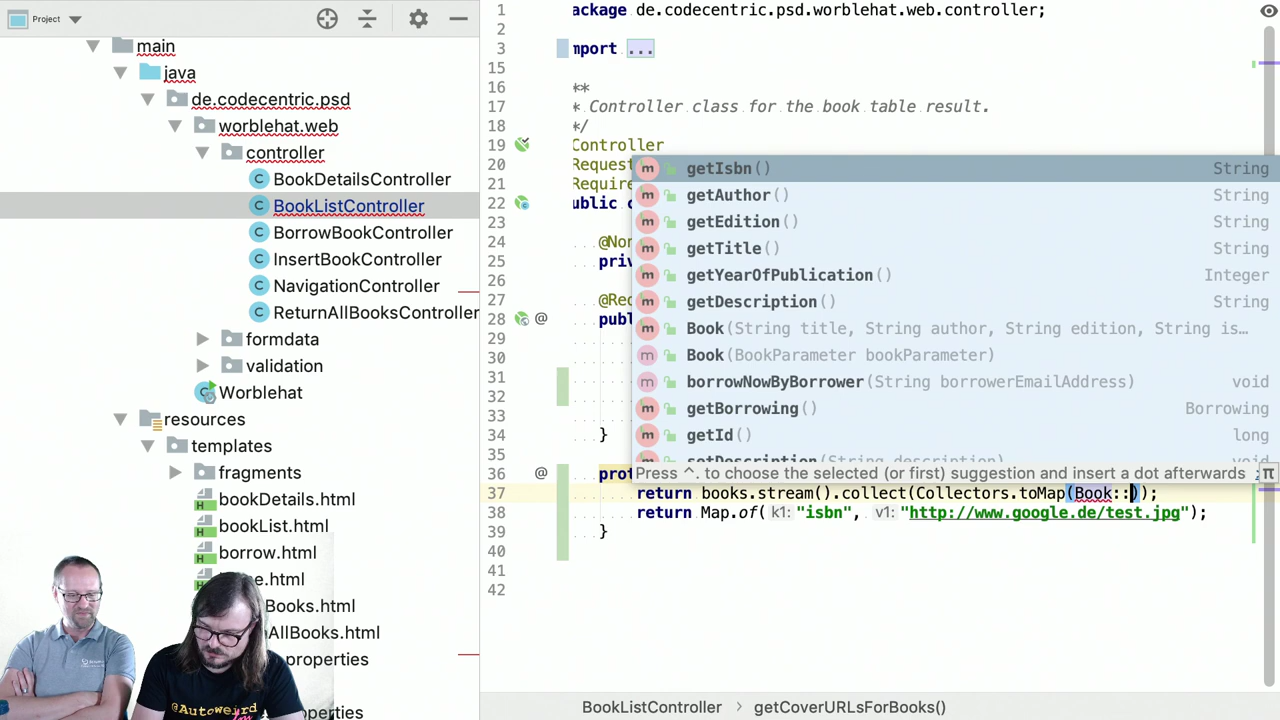 Project
main
java
de.codecentric.psd
worblehat.web
controller
BookDetailsController
BookListController
BorrowBookController
InsertBookController
NavigationController
ReturnAllBooksController
formdata
validation
Worblehat
resources
templates
fragments
bookDetails.html
bookList.html
borrow.html
e.html
Books.html
AllBooks.html
properties
operties
@Autoweird
1 ackage de.codecentric.psd.worblehat.web.controller;
2
3 mport ...
15
16 **
17 * Controller class for the book table result.
18 */
19 Controller
20 Request
21 Require
22 ublic c
23
24 @Non
25 priv
26
27 @Req
28 publ
29
30
31
32
33
34 }
35
36 prot
37 return books.stream().collect(Collectors.toMap(Book::));
38 return Map.of( k1: "isbn", v1: "http://www.google.de/test.jpg");
39 }
40
41
42
m getIsbn() String
m getAuthor() String
m getEdition() String
m getTitle() String
m getYearOfPublication() Integer
m getDescription() String
m Book(String title, String author, String edition, String is…
m Book(BookParameter bookParameter)
m borrowNowByBorrower(String borrowerEmailAddress) void
m getBorrowing() Borrowing
m getId() long
m setDescription(String description) void
Press ^. to choose the selected (or first) suggestion and insert a dot afterwards π
BookListController › getCoverURLsForBooks()